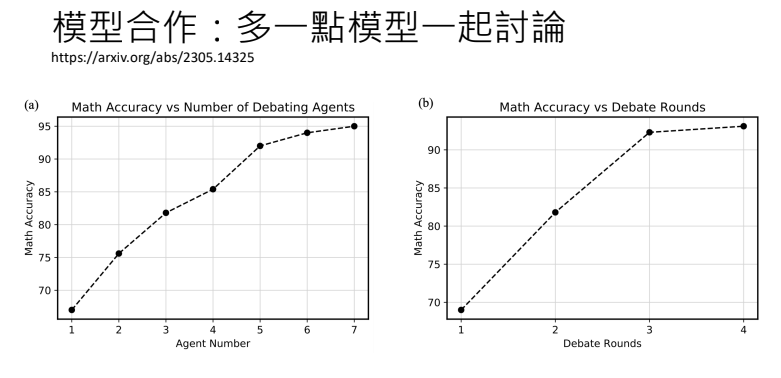 模型合作：多一點模型一起討論
https://arxiv.org/abs/2305.14325
(a)
Math Accuracy vs Number of Debating Agents
Math Accuracy
95
90
85
80
75
70
1 2 3 4 5 6 7
Agent Number
(b)
Math Accuracy vs Debate Rounds
Math Accuracy
90
85
80
75
70
1 2 3 4
Debate Rounds